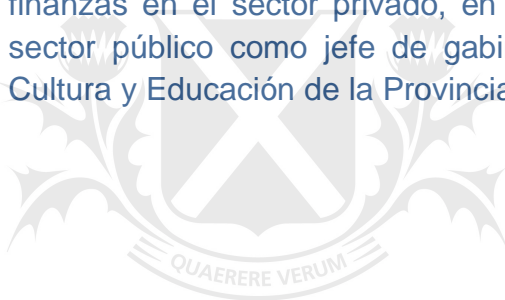 finanzas en el sector privado, en
sector público como jefe de gabi
Cultura y Educación de la Provincia
QUAERERE VERUM